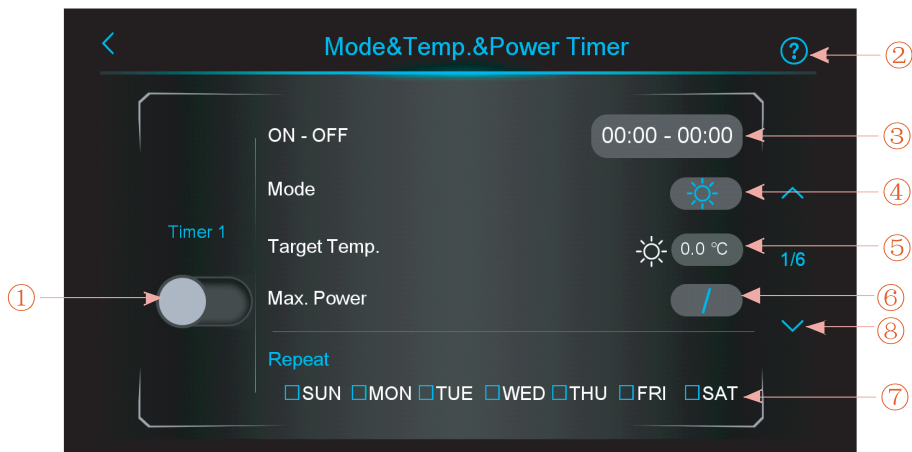 Mode&Temp.&Power Timer
②
ON - OFF 00:00 - 00:00
③
Mode
④
Timer 1
Target Temp. 0.0 ℃
⑤
1/6
①
Max. Power /
⑥
⑧
Repeat
SUN MON TUE WED THU FRI SAT
⑦